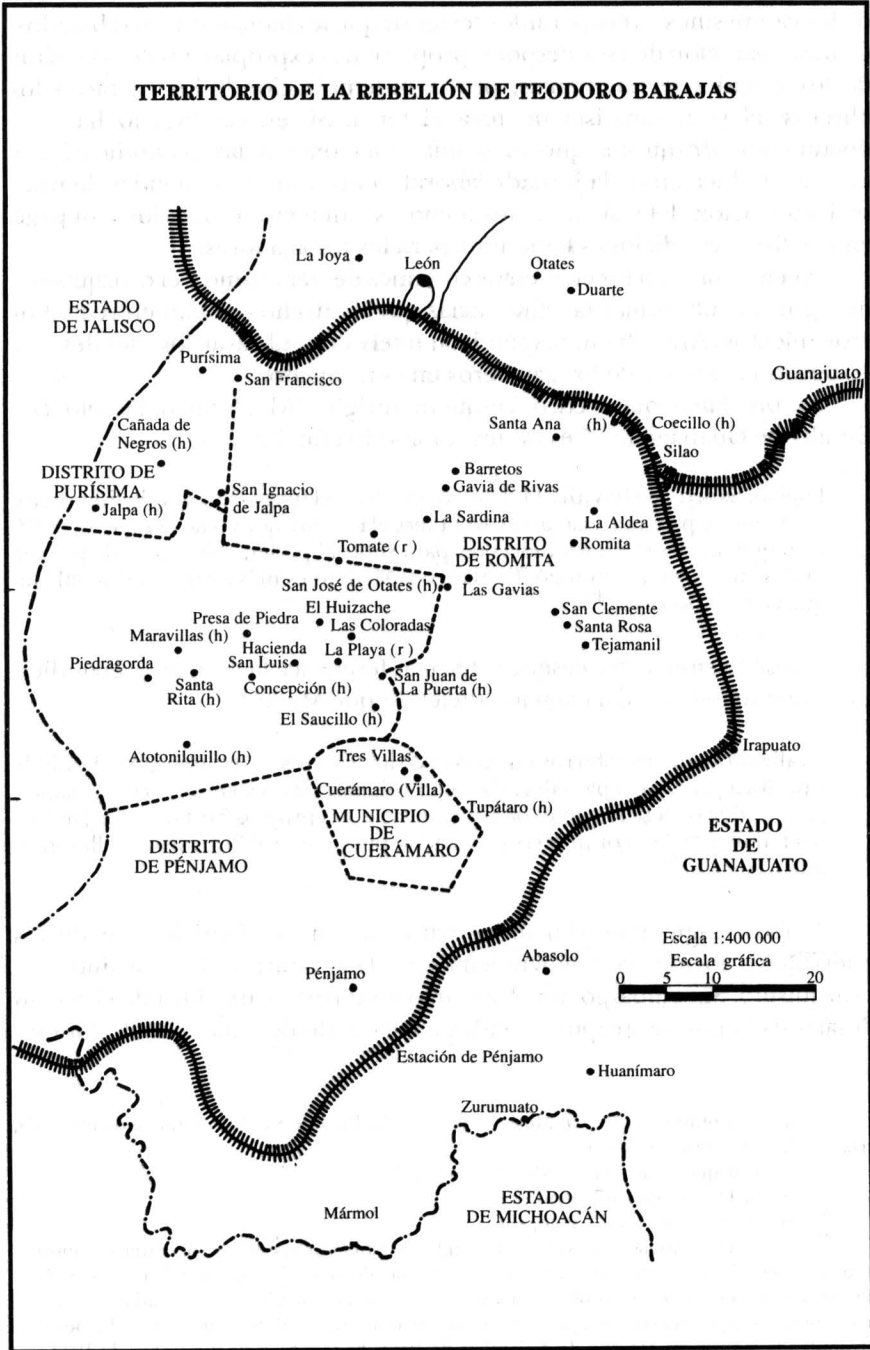 TERRITORIO DE LA REBELIÓN DE TEODORO BARAJAS
La Joya
León
Otates
Duarte
ESTADO
DE JALISCO
Purísima
San Francisco
Guanajuato
Cañada de
Negros (h)
Santa Ana
(h)
Coecillo (h)
Silao
DISTRITO DE
PURÍSIMA
Jalpa (h)
San Ignacio
de Jalpa
Barretos
Gavia de Rivas
La Sardina
La Aldea
Tomate (r)
DISTRITO
DE ROMITA
Romita
San José de Otates (h)
Las Gavias
El Huizache
Presa de Piedra
Las Coloradas
San Clemente
Santa Rosa
Tejamanil
Maravillas (h)
Hacienda
San Luis
La Playa (r)
Piedragorda
Santa
Rita (h)
Concepción (h)
San Juan de
La Puerta (h)
El Saucillo (h)
Atotonilquillo (h)
Tres Villas
Irapuato
Cuerámaro (Villa)
Tupátaro (h)
MUNICIPIO
DE
CUERÁMARO
DISTRITO
DE PÉNJAMO
ESTADO
DE
GUANAJUATO
Escala 1:400 000
Escala gráfica
0 5 10 20
Abasolo
Pénjamo
Estación de Pénjamo
Huanímaro
Zurumuato
Mármol
ESTADO
DE MICHOACÁN